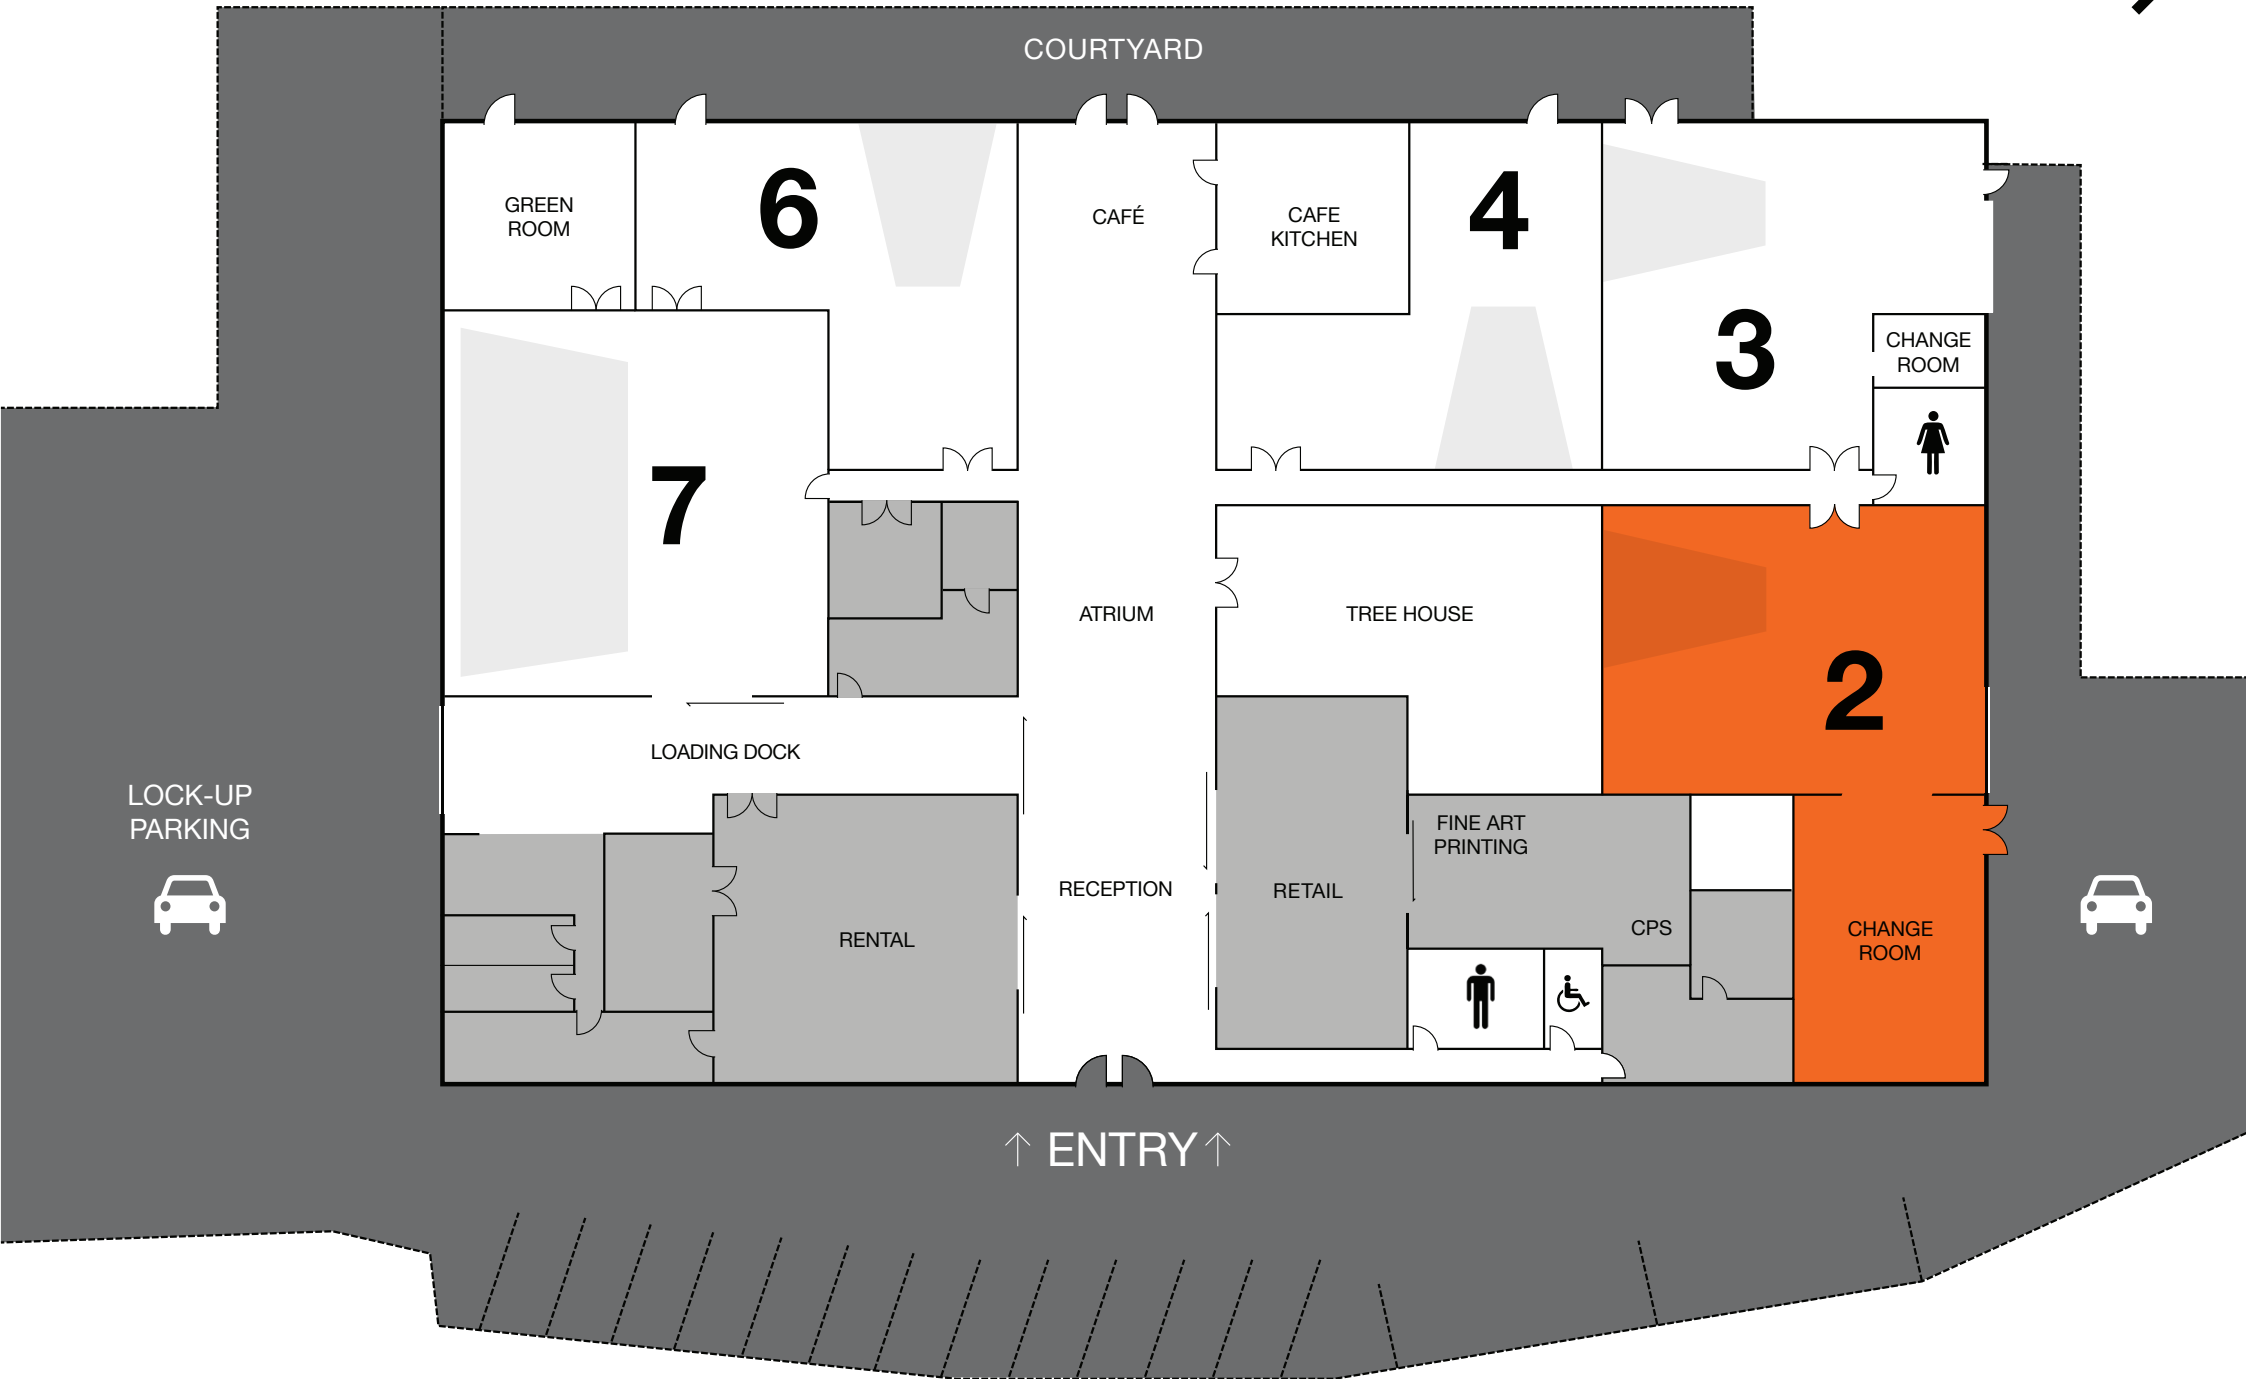 COURTYARD
GREEN
ROOM
6
CAFÉ
CAFE
KITCHEN
4
3
CHANGE
ROOM
7
ATRIUM
TREE HOUSE
2
LOADING DOCK
LOCK-UP
PARKING
FINE ART
PRINTING
RECEPTION
RETAIL
RENTAL
CPS
CHANGE
ROOM
↑ ENTRY ↑